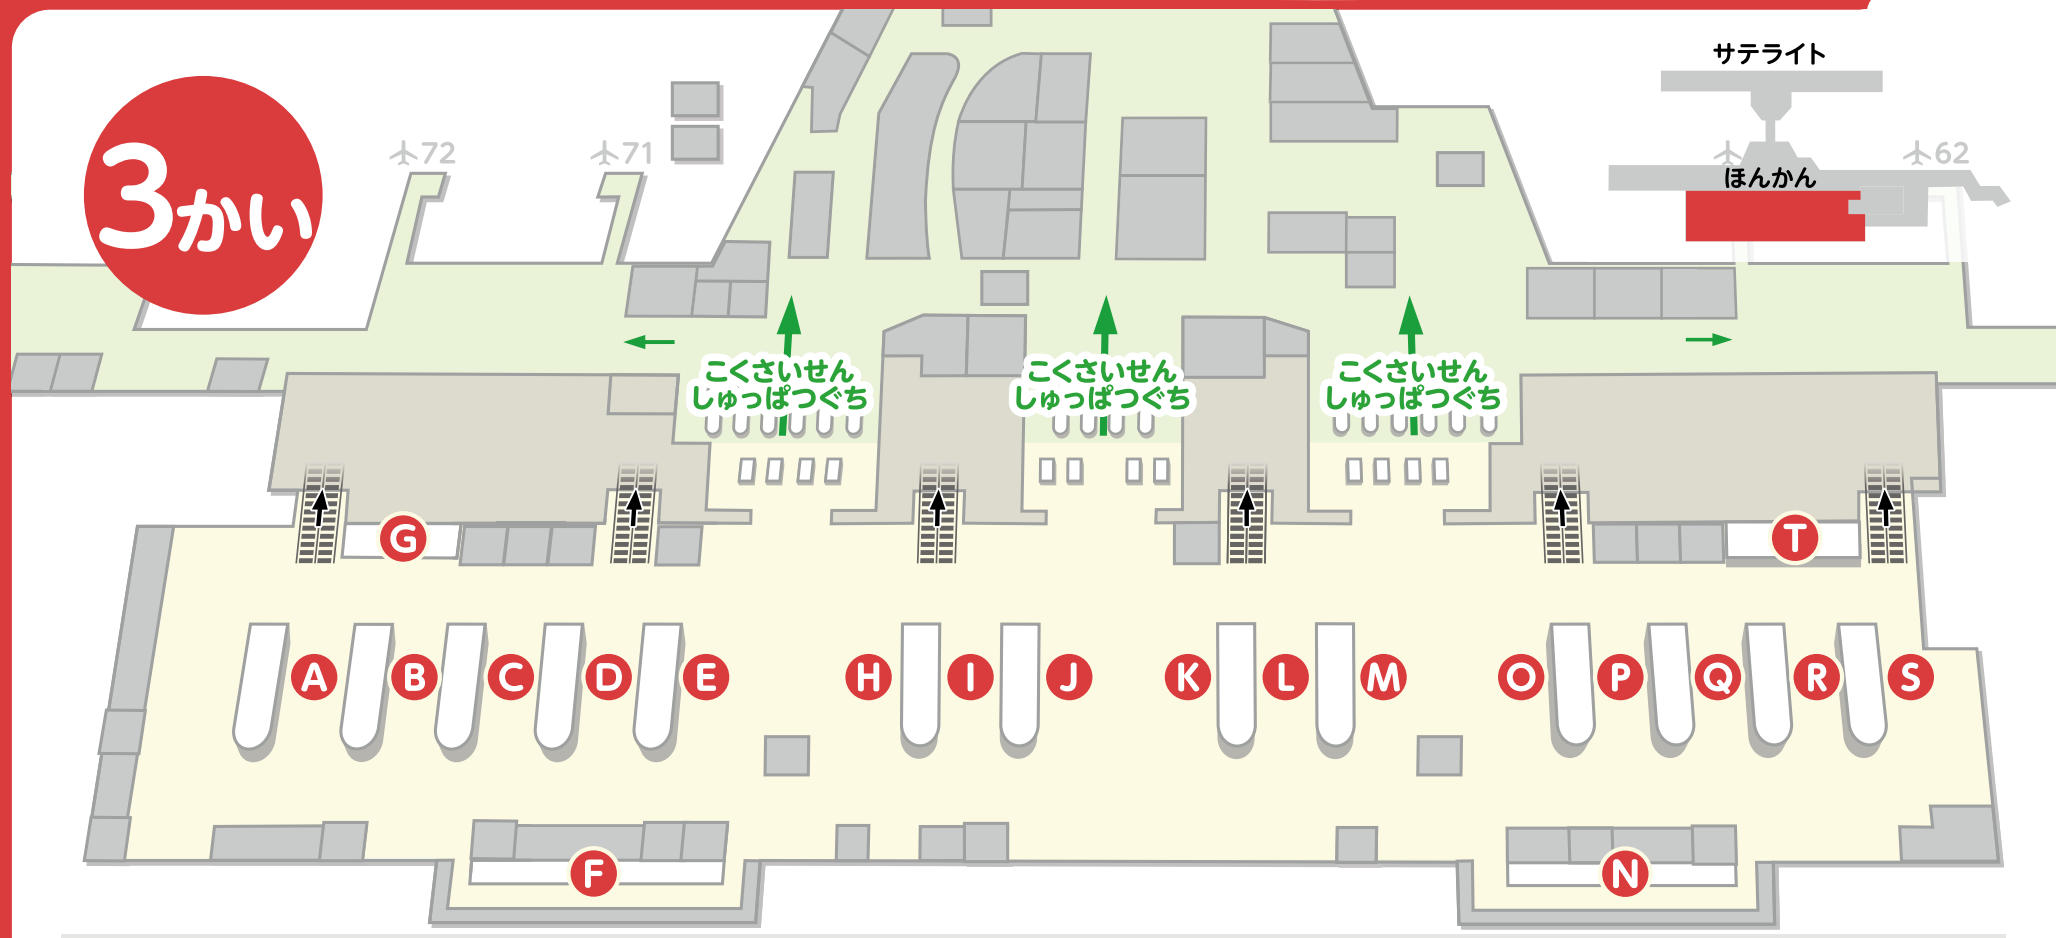 サテライト
3かい
72
71
62
ほんかん
こくさいせん
しゅっぱつぐち
こくさいせん
しゅっぱつぐち
こくさいせん
しゅっぱつぐち
G
T
A
B
C
D
E
H
I
J
K
L
M
O
P
Q
R
S
F
N